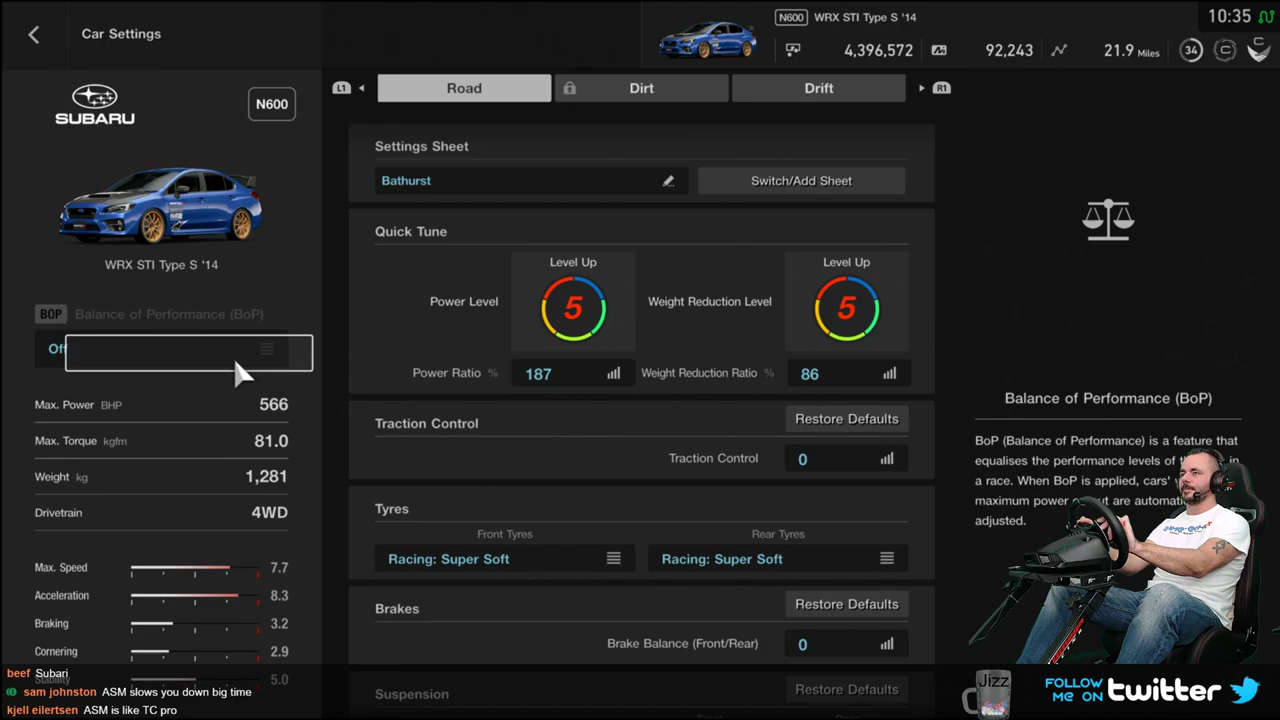 Car Settings
N600 WRX STI Type S '14
10:35
4,396,572 92,243 21.9 Miles 34
SUBARU
N600
WRX STI Type S '14
BOP Balance of Performance (BoP)
Off
Max. Power BHP 566
Max. Torque kgfm 81.0
Weight kg 1,281
Drivetrain 4WD
Max. Speed 7.7
Acceleration 8.3
Braking 3.2
Cornering 2.9
Stability 5.0
beef Subari
sam johnston ASM slows you down big time
kjell eilertsen ASM is like TC pro
L1 Road Dirt Drift R1
Settings Sheet
Bathurst Switch/Add Sheet
Quick Tune
Level Up Level Up
Power Level 5 Weight Reduction Level 5
Power Ratio % 187 Weight Reduction Ratio % 86
Traction Control Restore Defaults
Traction Control 0
Tyres
Front Tyres Rear Tyres
Racing: Super Soft Racing: Super Soft
Brakes Restore Defaults
Brake Balance (Front/Rear) 0
Suspension Restore Defaults
Balance of Performance (BoP)
BoP (Balance of Performance) is a feature that
equalises the performance levels of
a race. When BoP is applied, cars'
maximum power are
adjusted.
Jizz
FOLLOW
ME ON twitter